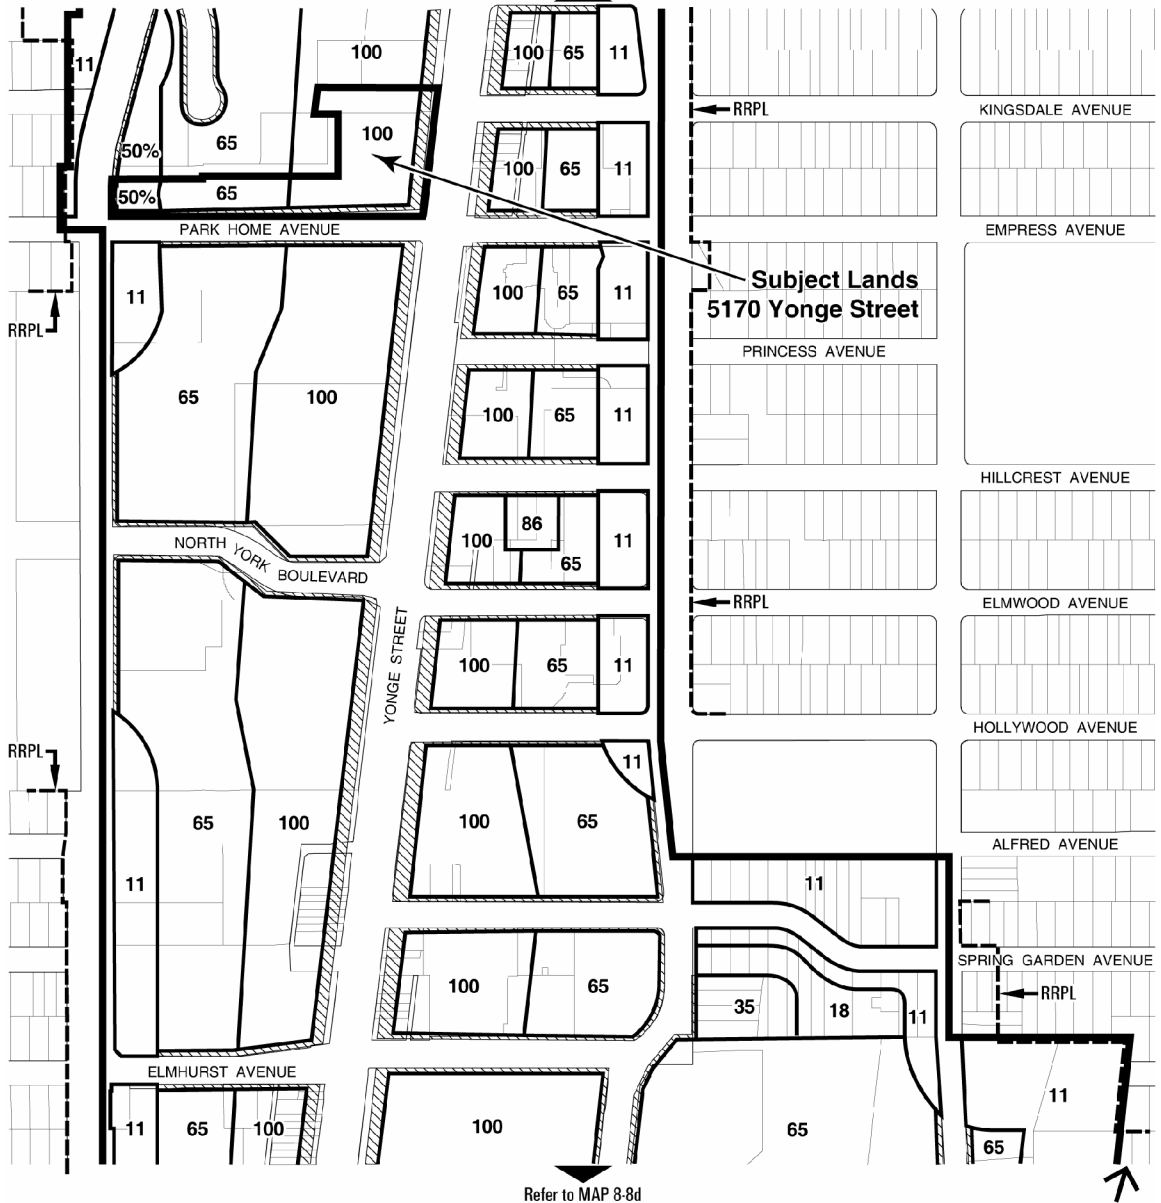 100
100 65 11
11
RRPL
KINGSDALE AVENUE
100
65
50%
100 65 11
50%
65
PARK HOME AVENUE
EMPRESS AVENUE
Subject Lands
5170 Yonge Street
11
100 65 11
RRPL
PRINCESS AVENUE
65 100
100 65 11
HILLCREST AVENUE
86
100
65
11
NORTH YORK BOULEVARD
RRPL
ELMWOOD AVENUE
YONGE STREET
100 65 11
HOLLYWOOD AVENUE
RRPL
11
65 100
100 65
ALFRED AVENUE
11
11
SPRING GARDEN AVENUE
100 65
35 18 11
RRPL
ELMHURST AVENUE
11
11 65 100
100
65
65
Refer to MAP 8-8d